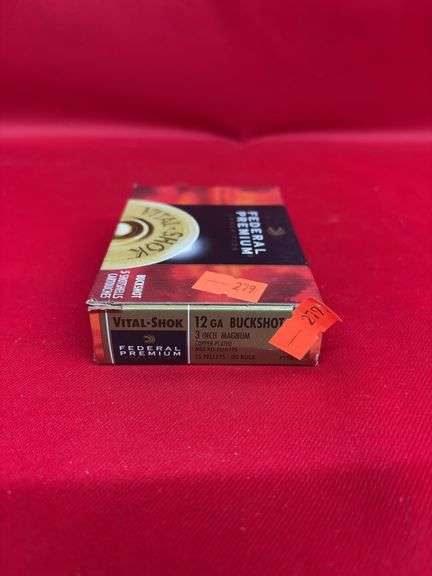 VITAL-SHOK
FEDERAL
PREMIUM
BUCKSHOT
5 SHOTSHELLS
CARTOUCHES
279
VITAL•SHOK
FEDERAL
PREMIUM
12 GA BUCKSHOT
3 INCH MAGNUM
COPPER-PLATED
15 PELLETS - 00 BUCK
279